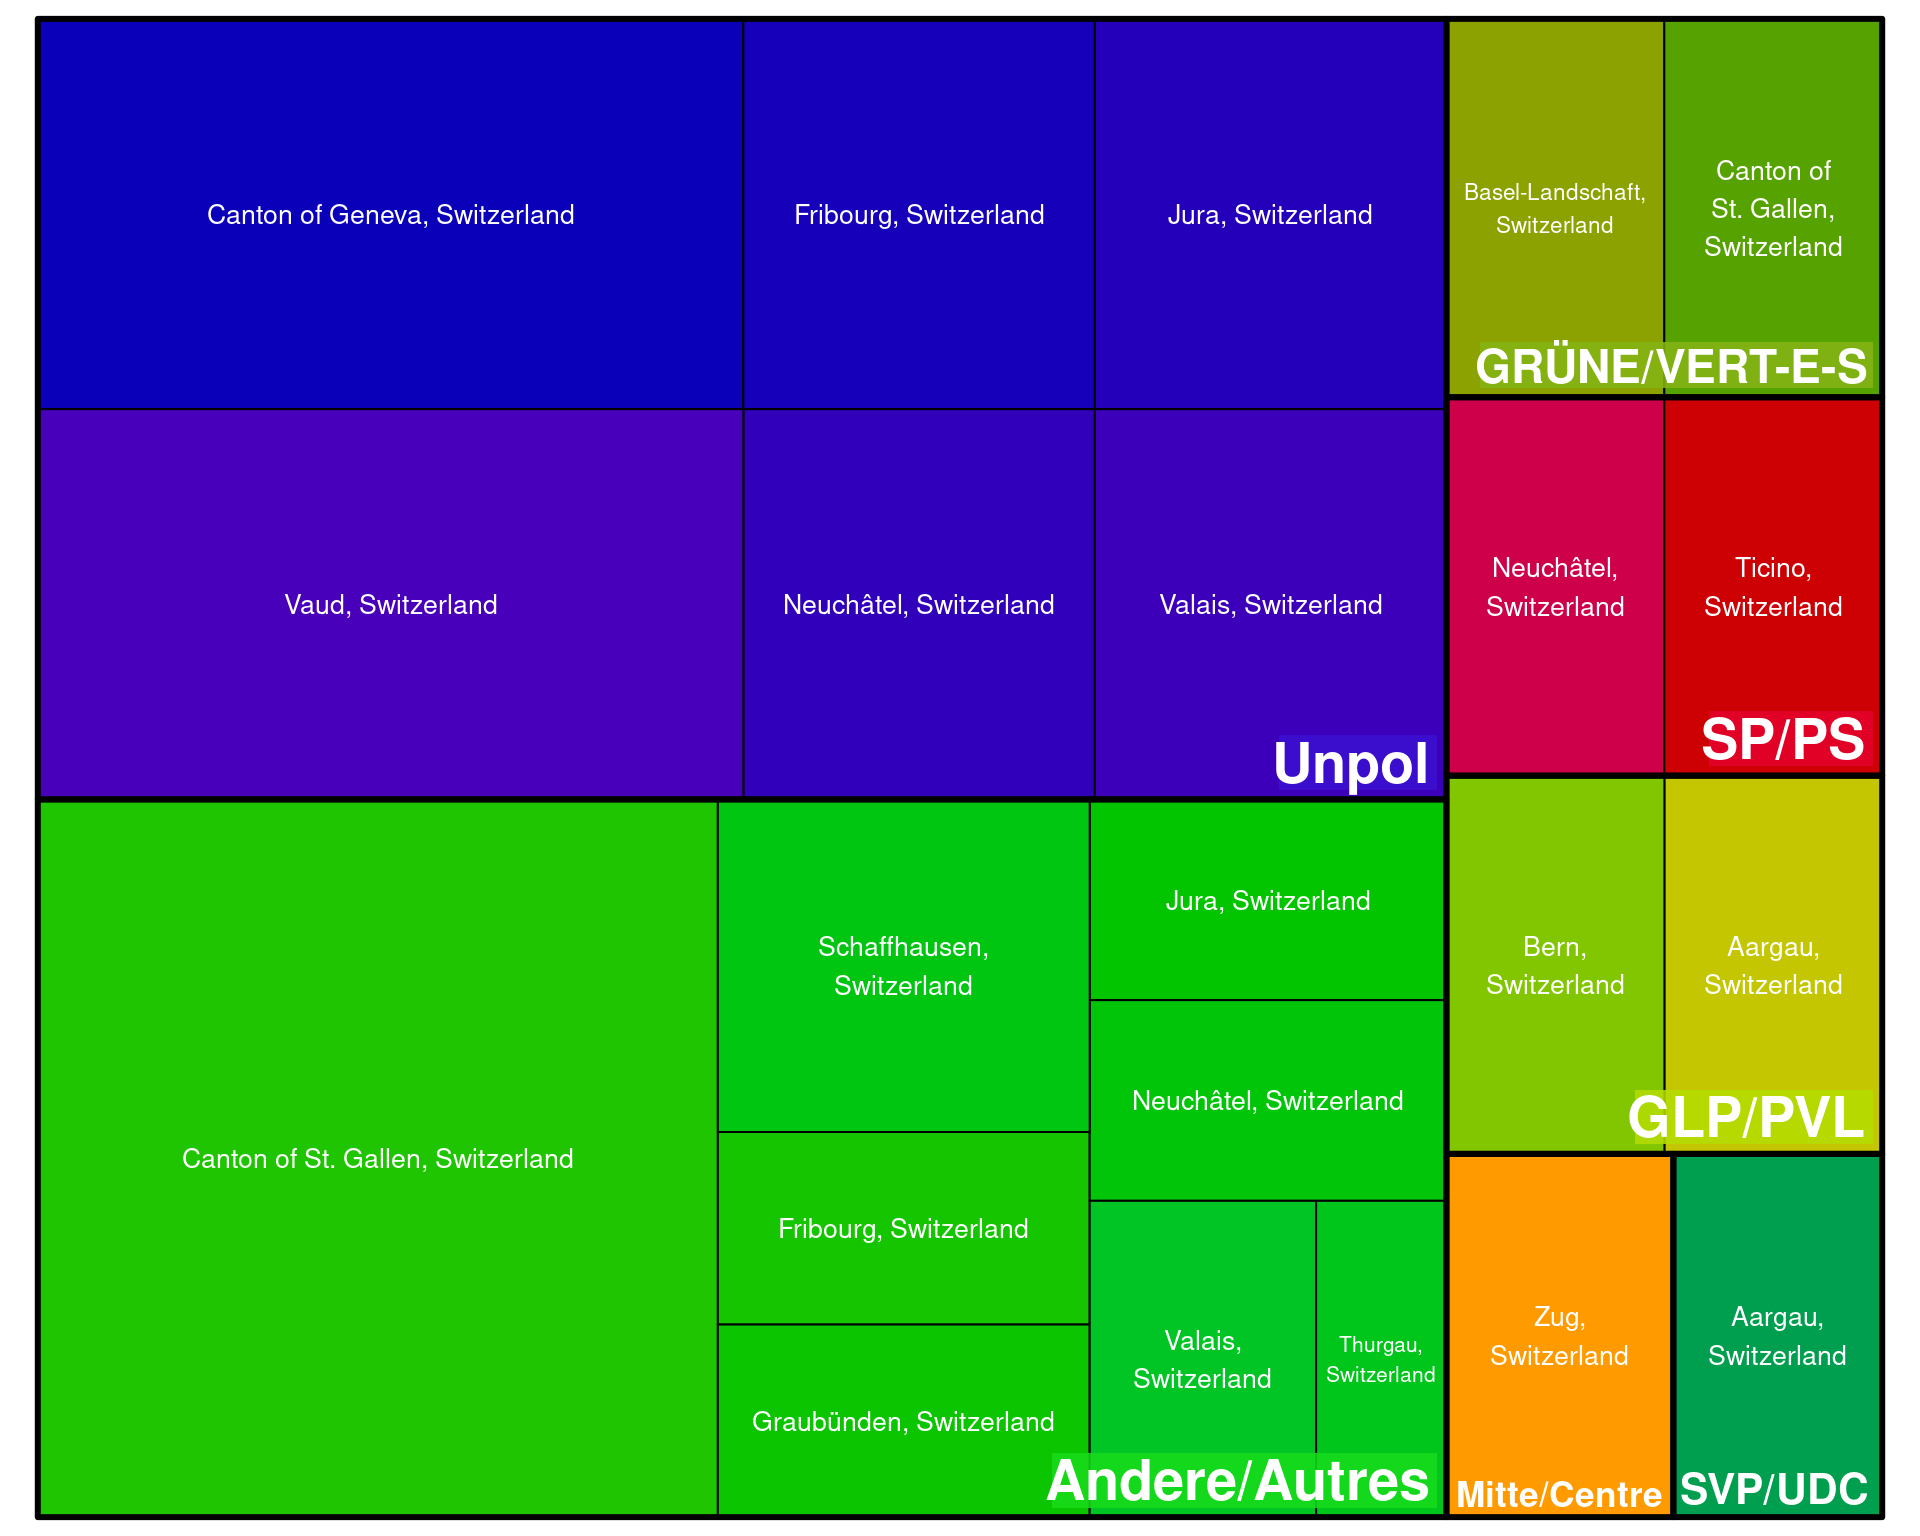 Canton of Geneva, Switzerland
Fribourg, Switzerland
Jura, Switzerland
Vaud, Switzerland
Neuchâtel, Switzerland
Valais, Switzerland
Unpol
Canton of St. Gallen, Switzerland
Schaffhausen,
Switzerland
Fribourg, Switzerland
Graubünden, Switzerland
Jura, Switzerland
Neuchâtel, Switzerland
Valais,
Switzerland
Thurgau,
Switzerland
Andere/Autres
Basel-Landschaft,
Switzerland
Canton of
St. Gallen,
Switzerland
GRÜNE/VERT-E-S
Neuchâtel,
Switzerland
Ticino,
Switzerland
SP/PS
Bern,
Switzerland
Aargau,
Switzerland
GLP/PVL
Zug,
Switzerland
Mitte/Centre
Aargau,
Switzerland
SVP/UDC